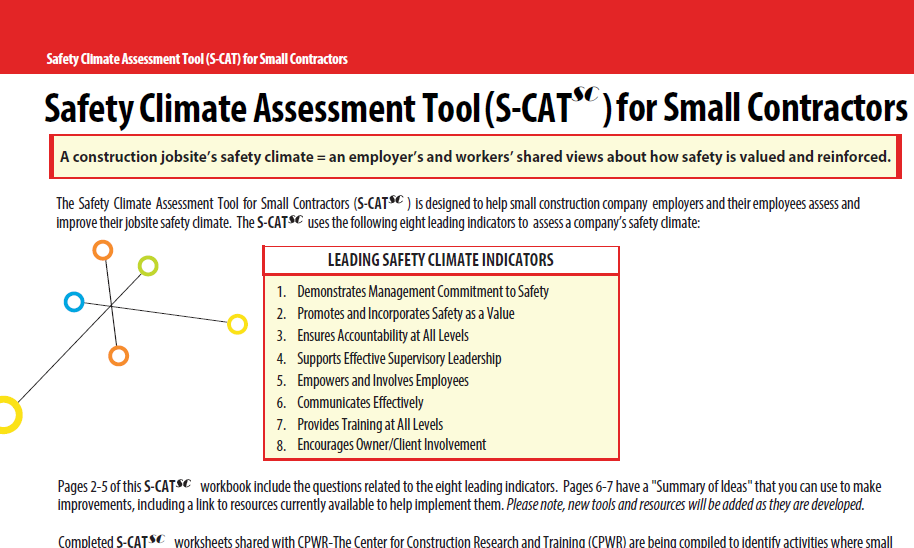 Safety Climate Assessment Tool (S-CAT) for Small Contractors
Safety Climate Assessment Tool (S-CATSC) for Small Contractors
A construction jobsite's safety climate = an employer's and workers' shared views about how safety is valued and reinforced.
The Safety Climate Assessment Tool for Small Contractors (S-CATSC ) is designed to help small construction company employers and their employees assess and
improve their jobsite safety climate. The S-CATSC uses the following eight leading indicators to assess a company's safety climate:
LEADING SAFETY CLIMATE INDICATORS
1. Demonstrates Management Commitment to Safety
2. Promotes and Incorporates Safety as a Value
3. Ensures Accountability at All Levels
4. Supports Effective Supervisory Leadership
5. Empowers and Involves Employees
6. Communicates Effectively
7. Provides Training at All Levels
8. Encourages Owner/Client Involvement
Pages 2-5 of this S-CATSC workbook include the questions related to the eight leading indicators. Pages 6-7 have a "Summary of Ideas" that you can use to make
improvements, including a link to resources currently available to help implement them. Please note, new tools and resources will be added as they are developed.
Completed S-CATSC worksheets shared with CPWR-The Center for Construction Research and Training (CPWR) are being compiled to identify activities where small